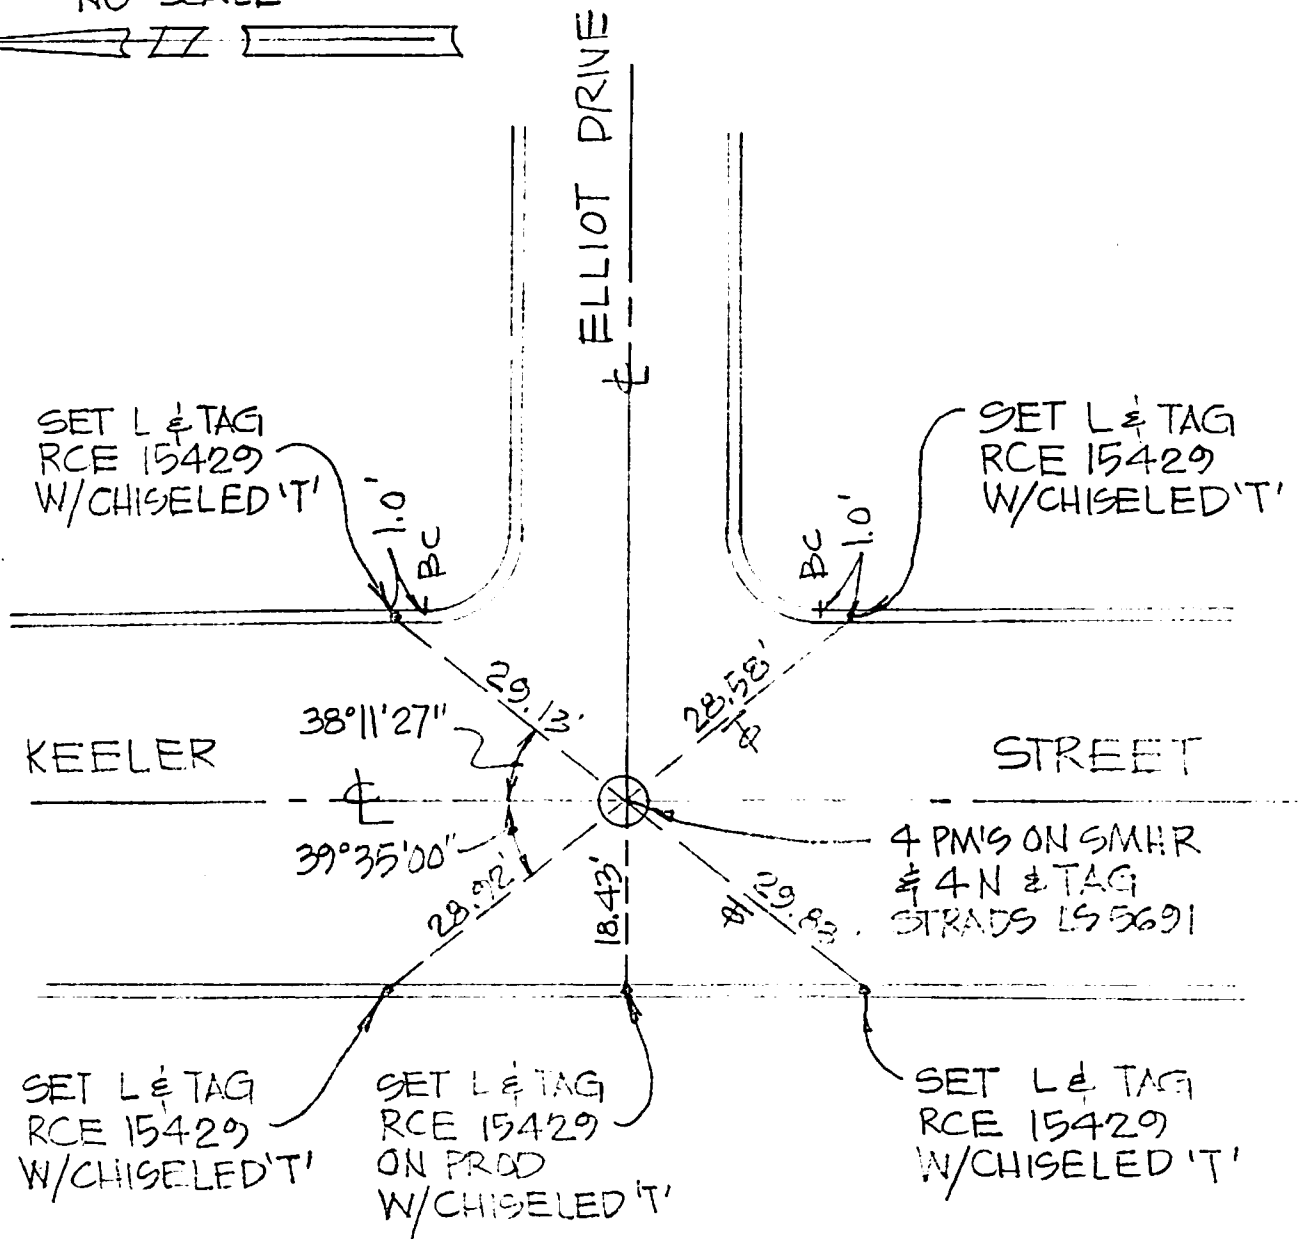 NO SCALE
ELLIOT DRIVE
℄
SET L & TAG
RCE 15429
W/CHISELED 'T'
1.0'
BC
BC
1.0'
SET L & TAG
RCE 15429
W/CHISELED 'T'
29.13'
28.58'
38°11'27"
KEELER
STREET
℄
39°35'00"
28.92'
18.43'
29.83
4 PM'S ON SMHR
& 4 N & TAG
STRADS LS 5691
SET L & TAG
RCE 15429
W/CHISELED 'T'
SET L & TAG
RCE 15429
ON PROD
W/CHISELED 'T'
SET L & TAG
RCE 15429
W/CHISELED 'T'